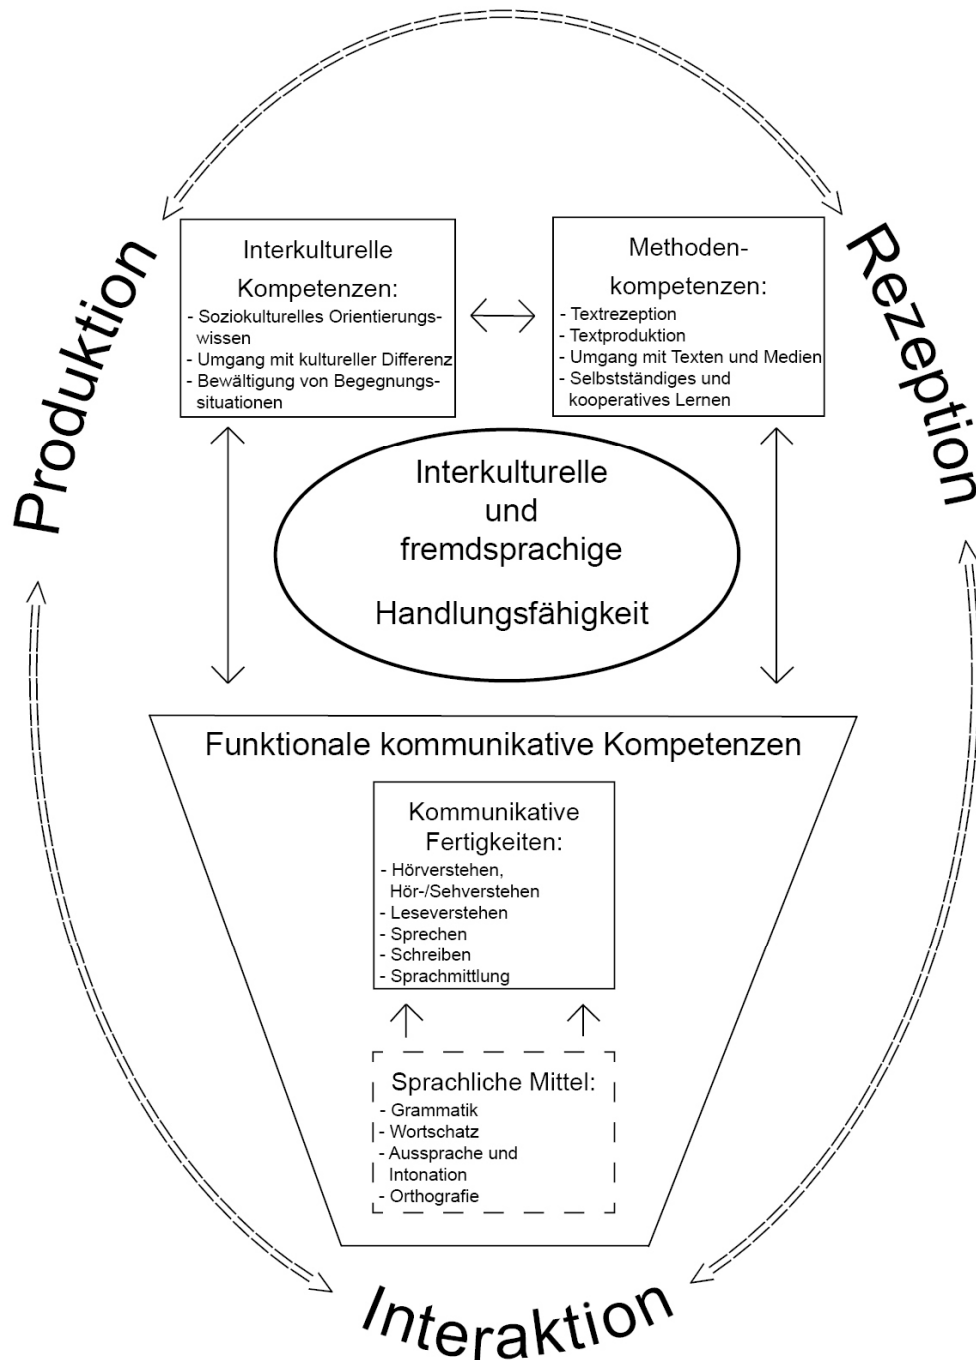 Produktion
Rezeption
Interkulturelle
Kompetenzen:
- Soziokulturelles Orientierungs-
wissen
- Umgang mit kultureller Differenz
- Bewältigung von Begegnungs-
situationen
Methoden-
kompetenzen:
- Textrezeption
- Textproduktion
- Umgang mit Texten und Medien
- Selbstständiges und
kooperatives Lernen
Interkulturelle
und
fremdsprachige
Handlungsfähigkeit
Funktionale kommunikative Kompetenzen
Kommunikative
Fertigkeiten:
- Hörverstehen,
Hör-/Sehverstehen
- Leseverstehen
- Sprechen
- Schreiben
- Sprachmittlung
Sprachliche Mittel:
- Grammatik
- Wortschatz
- Aussprache und
Intonation
- Orthografie
Interaktion